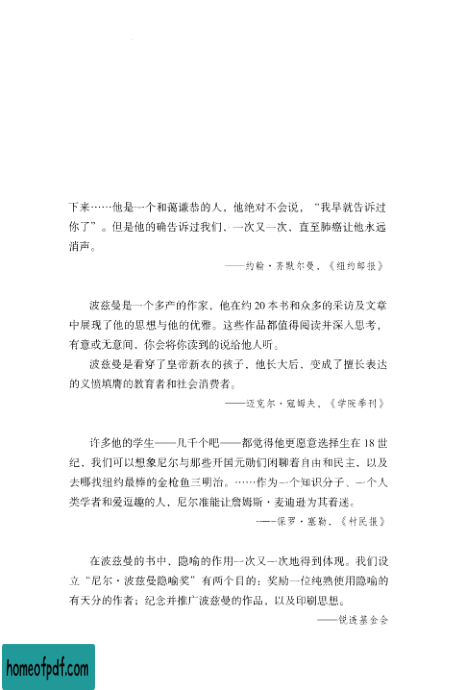 下来……他是一个和蔼谦恭的人，他绝对不会说，“我早就告诉过
你了”。但是他的确告诉过我们，一次又一次，直至肺癌让他永远
消声。
——约翰·齐默尔曼，《纽约邮报》
波兹曼是一个多产的作家，他在约 20 本书和众多的采访及文章
中展现了他的思想与他的优雅。这些作品都值得阅读并深入思考，
有意或无意间，你会将你读到的说给他人听。
波兹曼是看穿了皇帝新衣的孩子，他长大后，变成了擅长表达
的义愤填膺的教育者和社会消费者。
——迈克尔·寇姆夫，《学院季刊》
许多他的学生——几千个吧——都觉得他更愿意选择生在 18 世
纪，我们可以想象尼尔与那些开国元勋们闲聊着自由和民主，以及
去哪找纽约最棒的金枪鱼三明治。……作为一个知识分子、一个人
类学者和爱逗趣的人，尼尔准能让詹姆斯·麦迪逊为其着迷。
——保罗·塞勒，《村民报》
在波兹曼的书中，隐喻的作用一次又一次地得到体现。我们设
立“尼尔·波兹曼隐喻奖”有两个目的：奖励一位纯熟使用隐喻的
有天分的作者；纪念并推广波兹曼的作品，以及印刷思想。
——锐透基金会
homeofpdf.com